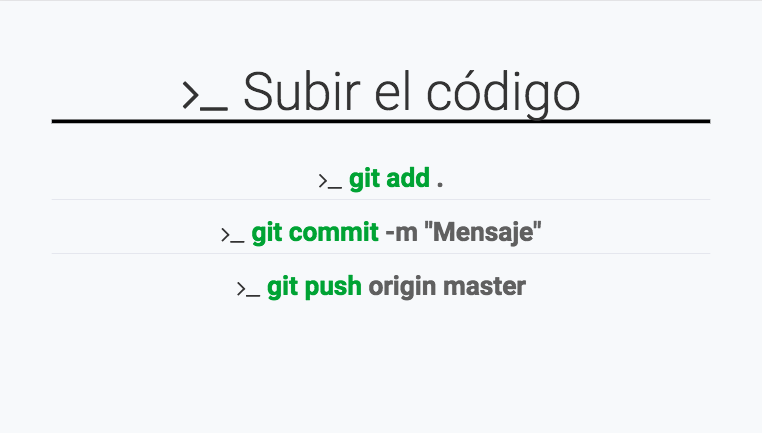 >_ Subir el código
>_ git add .
>_ git commit -m "Mensaje"
>_ git push origin master